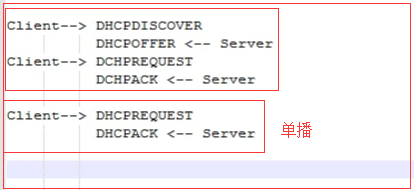 Client--> DHCPDISCOVER
DHCPOFFER <-- Server
Client--> DCHPREQUEST
DCHPACK <-- Server
Client--> DHCPREQUEST
DHCPACK <-- Server 单播